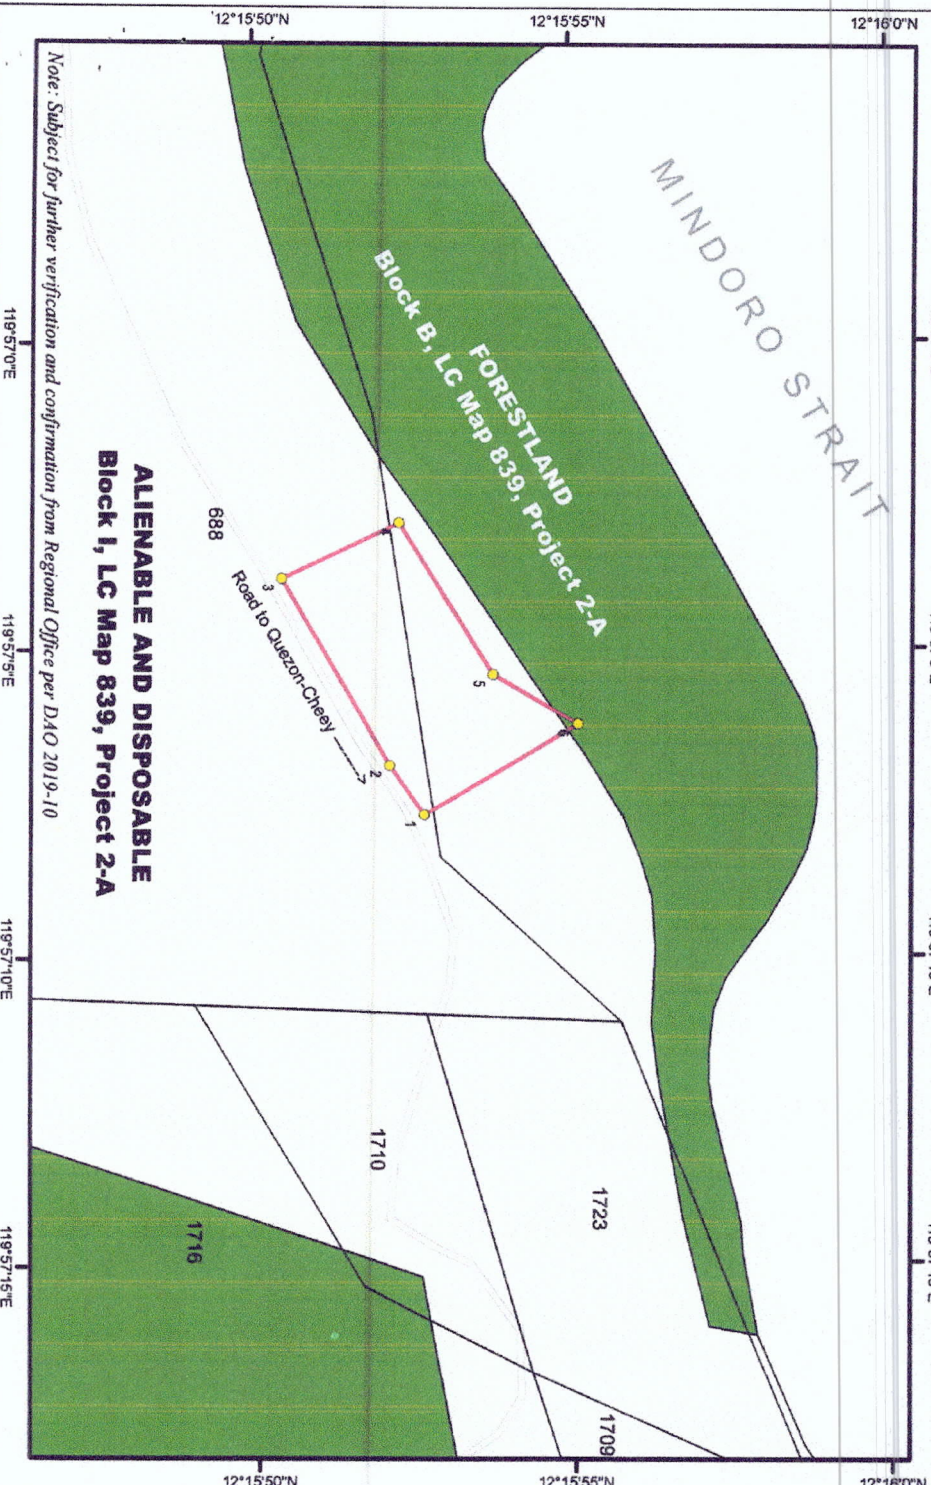 12°15'50"N
12°15'55"N
12°16'0"N
MINDORO STRAIT
FORESTLAND
Block B, LC Map 839, Project 2-A
4
5
6
3
2
1
688
Road to Quezon-Cheey ---->
ALIENABLE AND DISPOSABLE
Block I, LC Map 839, Project 2-A
1710
1723
1716
1709
Note: Subject for further verification and confirmation from Regional Office per DAO 2019-10
119°57'0"E
119°57'5"E
119°57'10"E
119°57'15"E
12°15'50"N
12°15'55"N
12°16'0"N